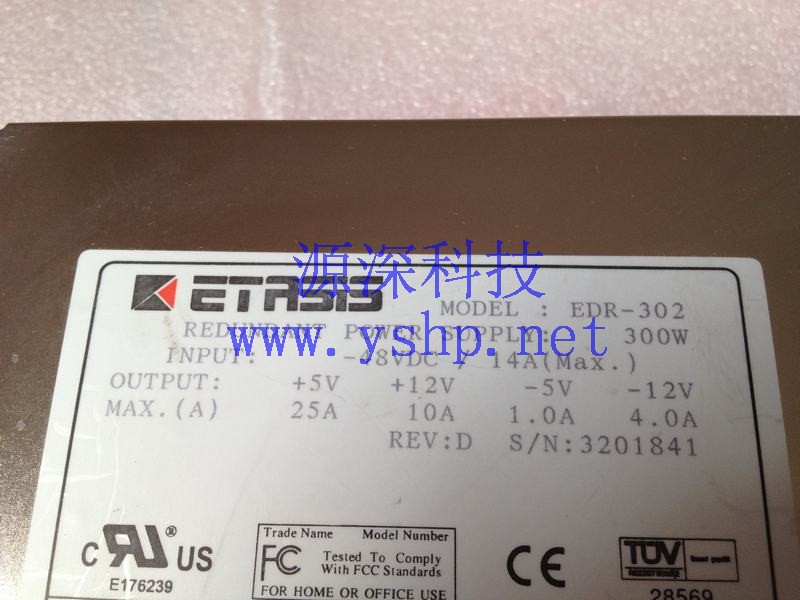 源深科技
www.yshp.net
ETASIS
MODEL : EDR-302
REDUNDANT POWER SUPPLY: 300W
INPUT: -48VDC / 14A(Max.)
OUTPUT: +5V +12V -5V -12V
MAX.(A) 25A 10A 1.0A 4.0A
REV:D S/N:3201841
C RU ® US
E176239
Trade Name Model Number
FC Tested To Comply
With FCC Standards
FOR HOME OR OFFICE USE
CE
TÜV
28569